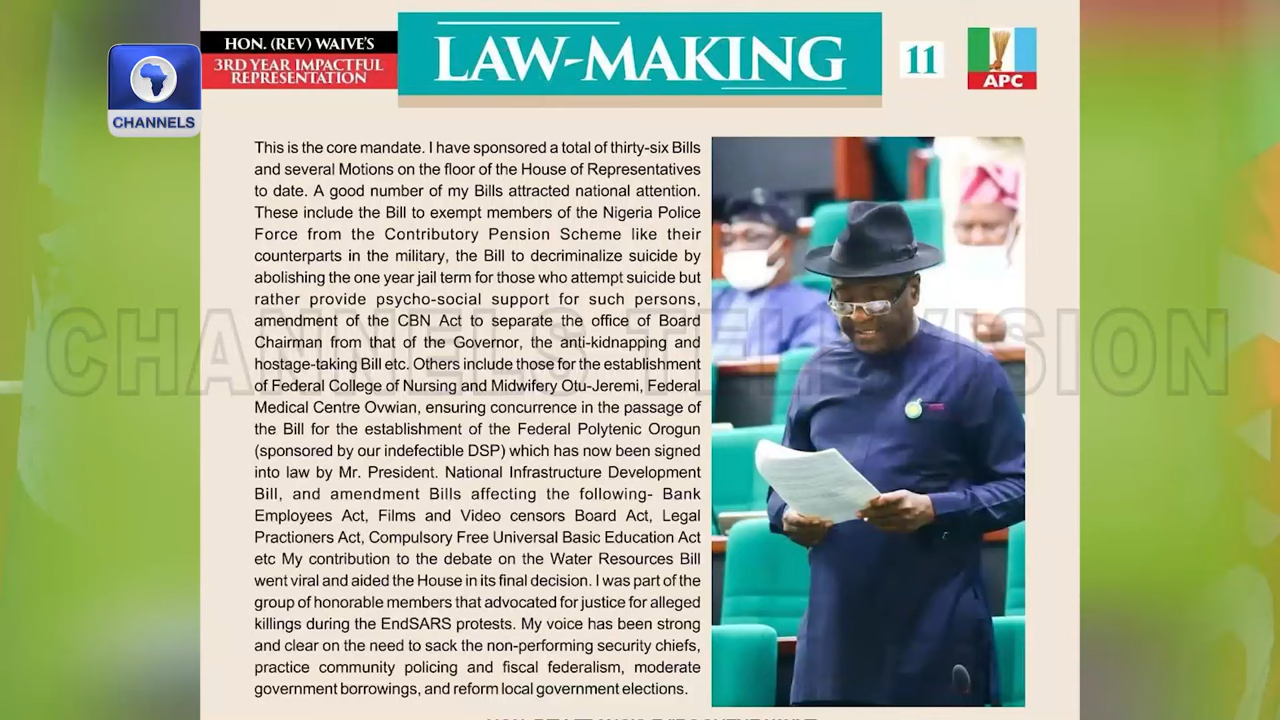 HON. (REV) WAIVE'S
3RD YEAR IMPACTFUL
REPRESENTATION
LAW-MAKING
11
APC
CHANNELS
This is the core mandate. I have sponsored a total of thirty-six Bills
and several Motions on the floor of the House of Representatives
to date. A good number of my Bills attracted national attention.
These include the Bill to exempt members of the Nigeria Police
Force from the Contributory Pension Scheme like their
counterparts in the military, the Bill to decriminalize suicide by
abolishing the one year jail term for those who attempt suicide but
rather provide psycho-social support for such persons,
amendment of the CBN Act to separate the office of Board
Chairman from that of the Governor, the anti-kidnapping and
hostage-taking Bill etc. Others include those for the establishment
of Federal College of Nursing and Midwifery Otu-Jeremi, Federal
Medical Centre Ovwian, ensuring concurrence in the passage of
the Bill for the establishment of the Federal Polytenic Orogun
(sponsored by our indefectible DSP) which has now been signed
into law by Mr. President. National Infrastructure Development
Bill, and amendment Bills affecting the following- Bank
Employees Act, Films and Video censors Board Act, Legal
Practioners Act, Compulsory Free Universal Basic Education Act
etc My contribution to the debate on the Water Resources Bill
went viral and aided the House in its final decision. I was part of the
group of honorable members that advocated for justice for alleged
killings during the EndSARS protests. My voice has been strong
and clear on the need to sack the non-performing security chiefs,
practice community policing and fiscal federalism, moderate
government borrowings, and reform local government elections.
CHANNELS TELEVISION